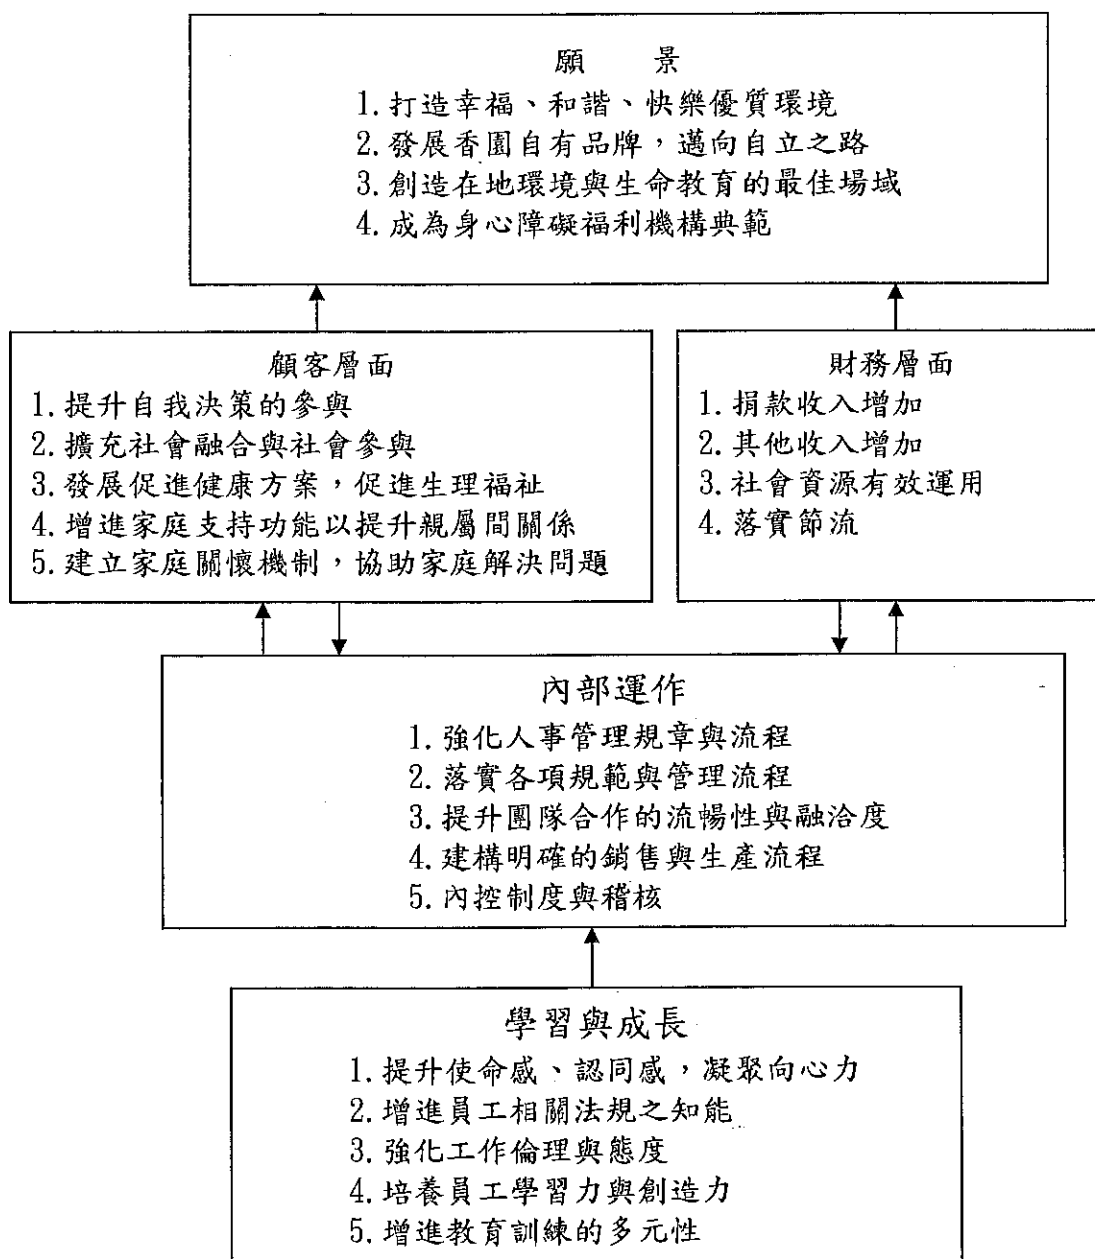 願　　景
1.打造幸福、和諧、快樂優質環境
2.發展香園自有品牌，邁向自立之路
3.創造在地環境與生命教育的最佳場域
4.成為身心障礙福利機構典範
顧客層面
1.提升自我決策的參與
2.擴充社會融合與社會參與
3.發展促進健康方案，促進生理福祉
4.增進家庭支持功能以提升親屬間關係
5.建立家庭關懷機制，協助家庭解決問題
財務層面
1.捐款收入增加
2.其他收入增加
3.社會資源有效運用
4.落實節流
內部運作
1.強化人事管理規章與流程
2.落實各項規範與管理流程
3.提升團隊合作的流暢性與融洽度
4.建構明確的銷售與生產流程
5.內控制度與稽核
學習與成長
1.提升使命感、認同感，凝聚向心力
2.增進員工相關法規之知能
3.強化工作倫理與態度
4.培養員工學習力與創造力
5.增進教育訓練的多元性